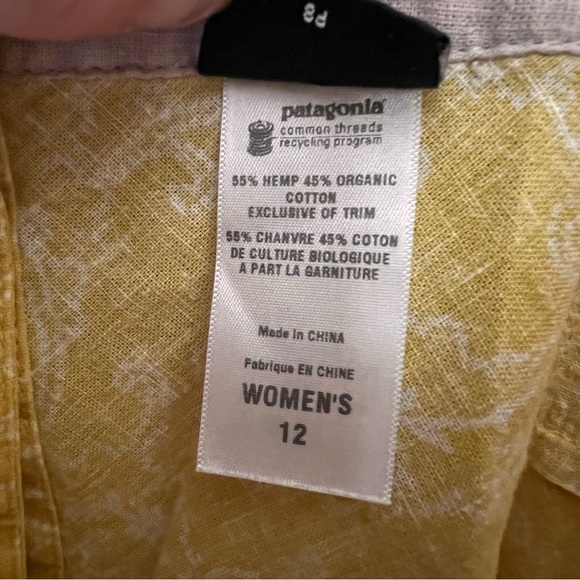 patagonia
common threads
recycling program
55% HEMP 45% ORGANIC
COTTON
EXCLUSIVE OF TRIM
55% CHANVRE 45% COTON
DE CULTURE BIOLOGIQUE
A PART LA GARNITURE
Made in CHINA
Fabriqué EN CHINE
WOMEN'S
12